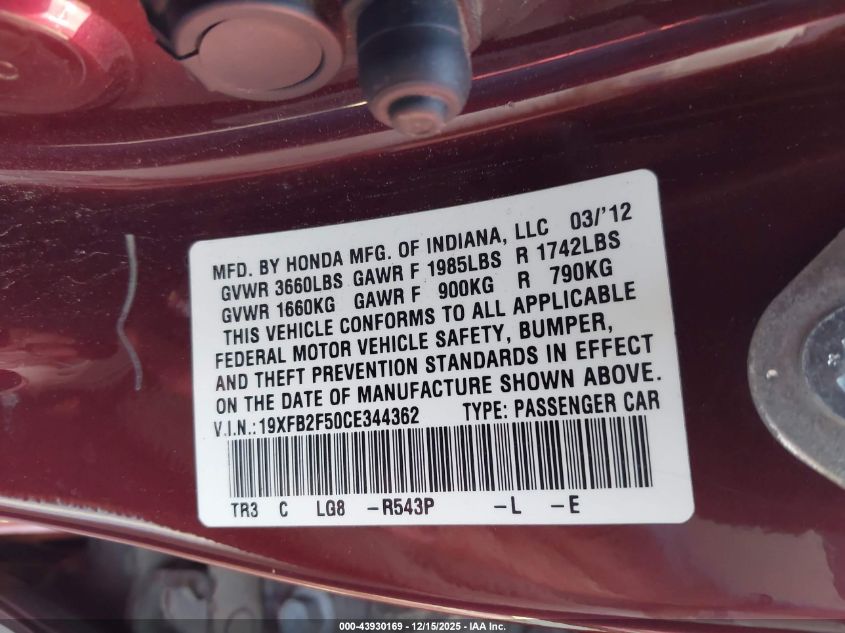 MFD. BY HONDA MFG. OF INDIANA, LLC 03/'12
GVWR 3660LBS GAWR F 1985LBS R 1742LBS
GVWR 1660KG GAWR F 900KG R 790KG
THIS VEHICLE CONFORMS TO ALL APPLICABLE
FEDERAL MOTOR VEHICLE SAFETY, BUMPER,
AND THEFT PREVENTION STANDARDS IN EFFECT
ON THE DATE OF MANUFACTURE SHOWN ABOVE.
V.I.N.:19XFB2F50CE344362 TYPE: PASSENGER CAR
TR3 C LG8 –R543P –L –E
000-43930169 - 12/15/2025 - IAA Inc.